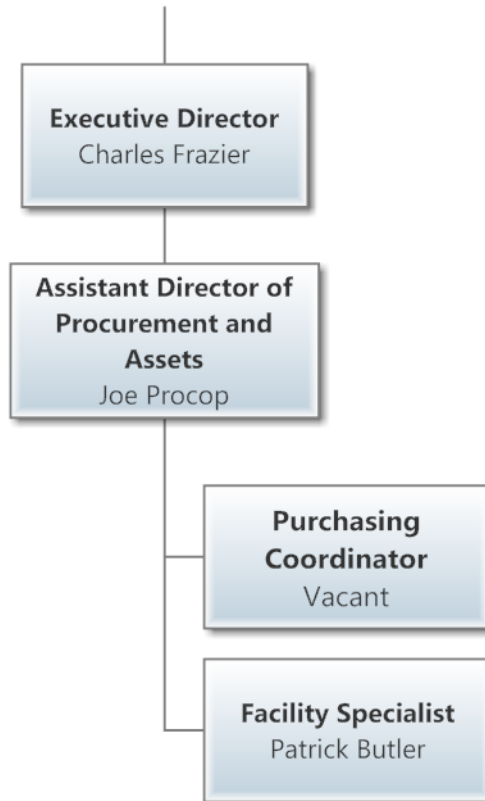 Executive Director
Charles Frazier
Assistant Director of
Procurement and
Assets
Joe Procop
Purchasing
Coordinator
Vacant
Facility Specialist
Patrick Butler